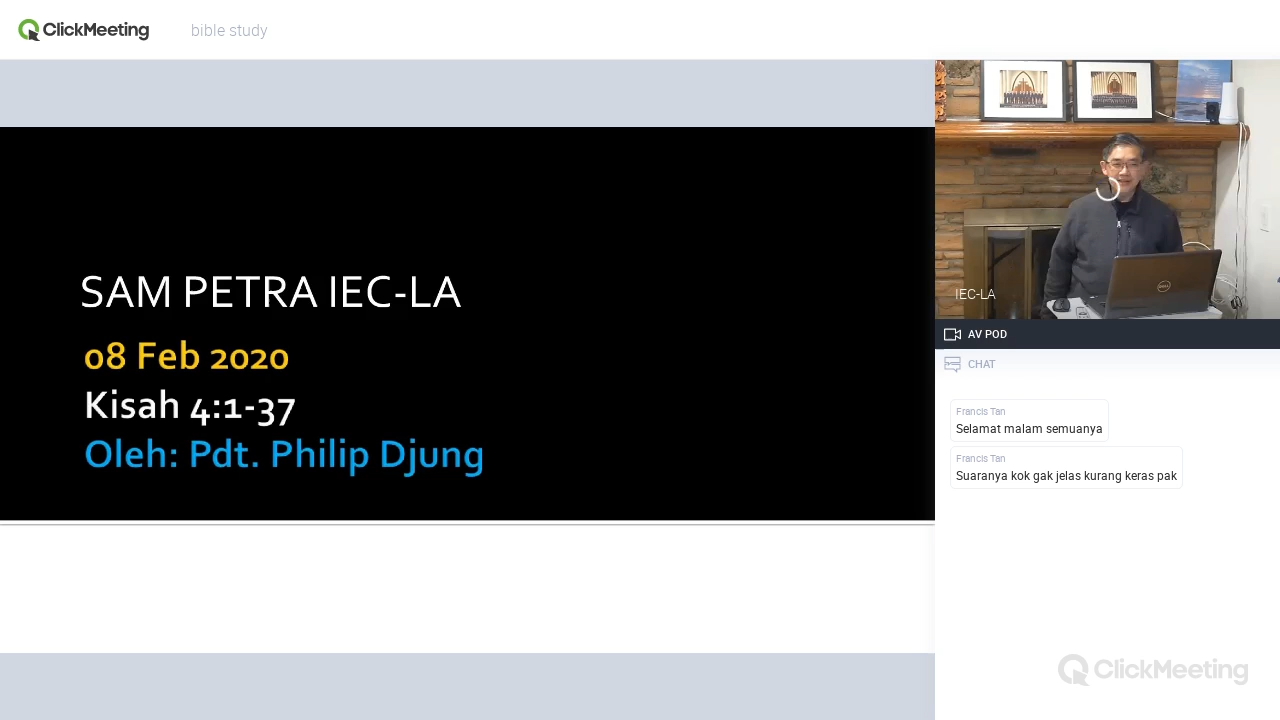 ClickMeeting
bible study
SAM PETRA IEC-LA
08 Feb 2020
Kisah 4:1-37
Oleh: Pdt. Philip Djung
IEC-LA
AV POD
CHAT
Francis Tan
Selamat malam semuanya
Francis Tan
Suaranya kok gak jelas kurang keras pak
ClickMeeting